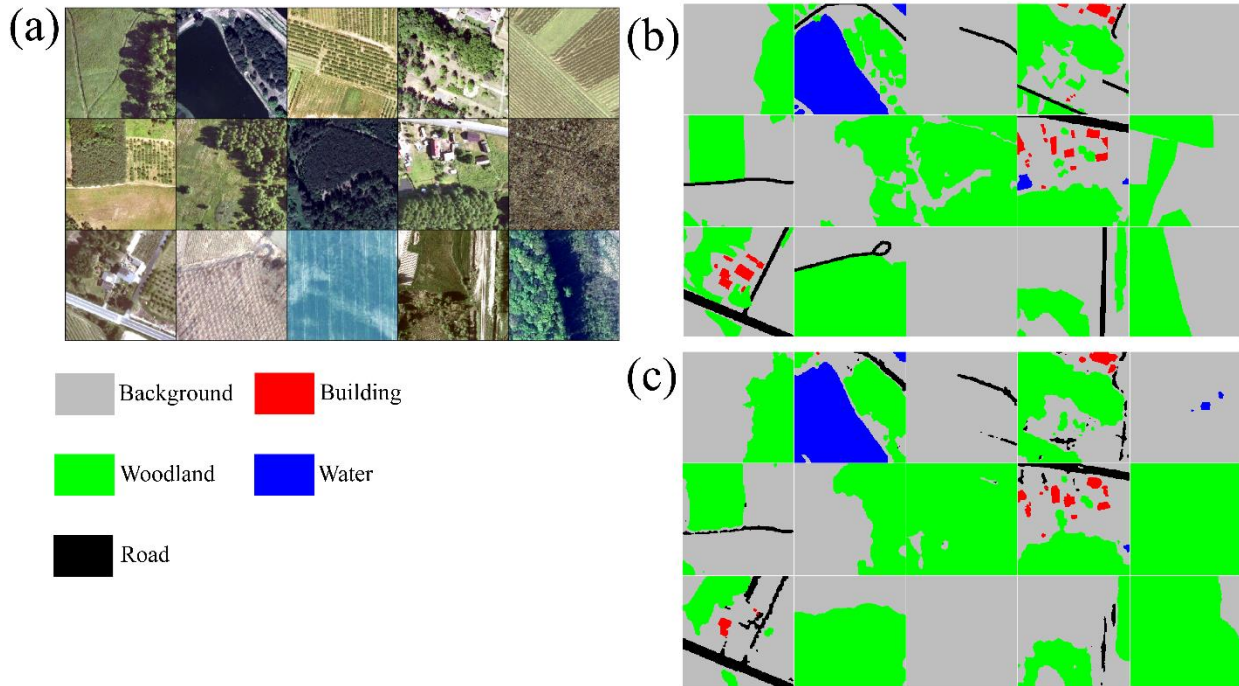 (a)
(b)
(c)
Background
Building
Woodland
Water
Road